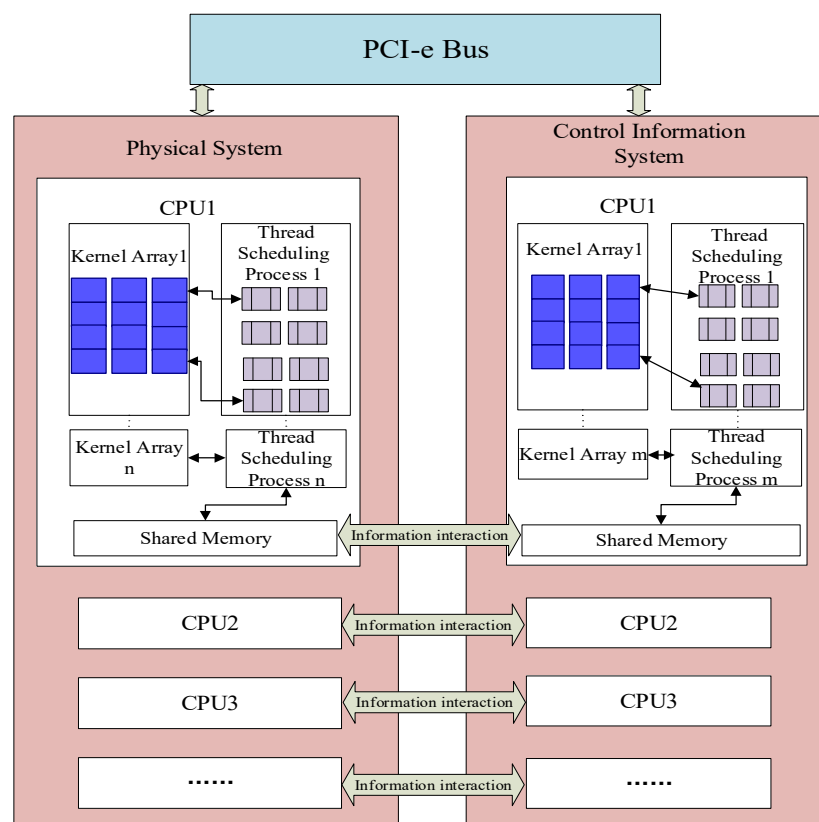 PCI-e Bus
Physical System
CPU1
Kernel Array1
Thread
Scheduling
Process 1
Kernel Array
n
Thread
Scheduling
Process n
Shared Memory
CPU2
CPU3
......
Control Information
System
CPU1
Kernel Array1
Thread
Scheduling
Process 1
Kernel Array m
Thread
Scheduling
Process m
Shared Memory
CPU2
CPU3
......
Information interaction
Information interaction
Information interaction
Information interaction